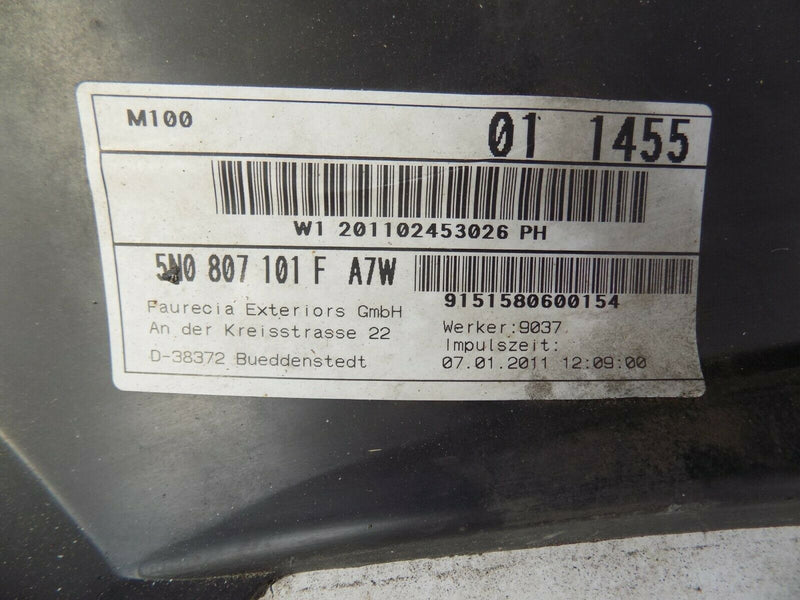 M100 01 1455
W1 201102453026 PH
5N0 807 101 F A7W
9151580600154
Faurecia Exteriors GmbH
An der Kreisstrasse 22
D-38372 Bueddenstedt
Werker:9037
Impulszeit:
07.01.2011 12:09:00